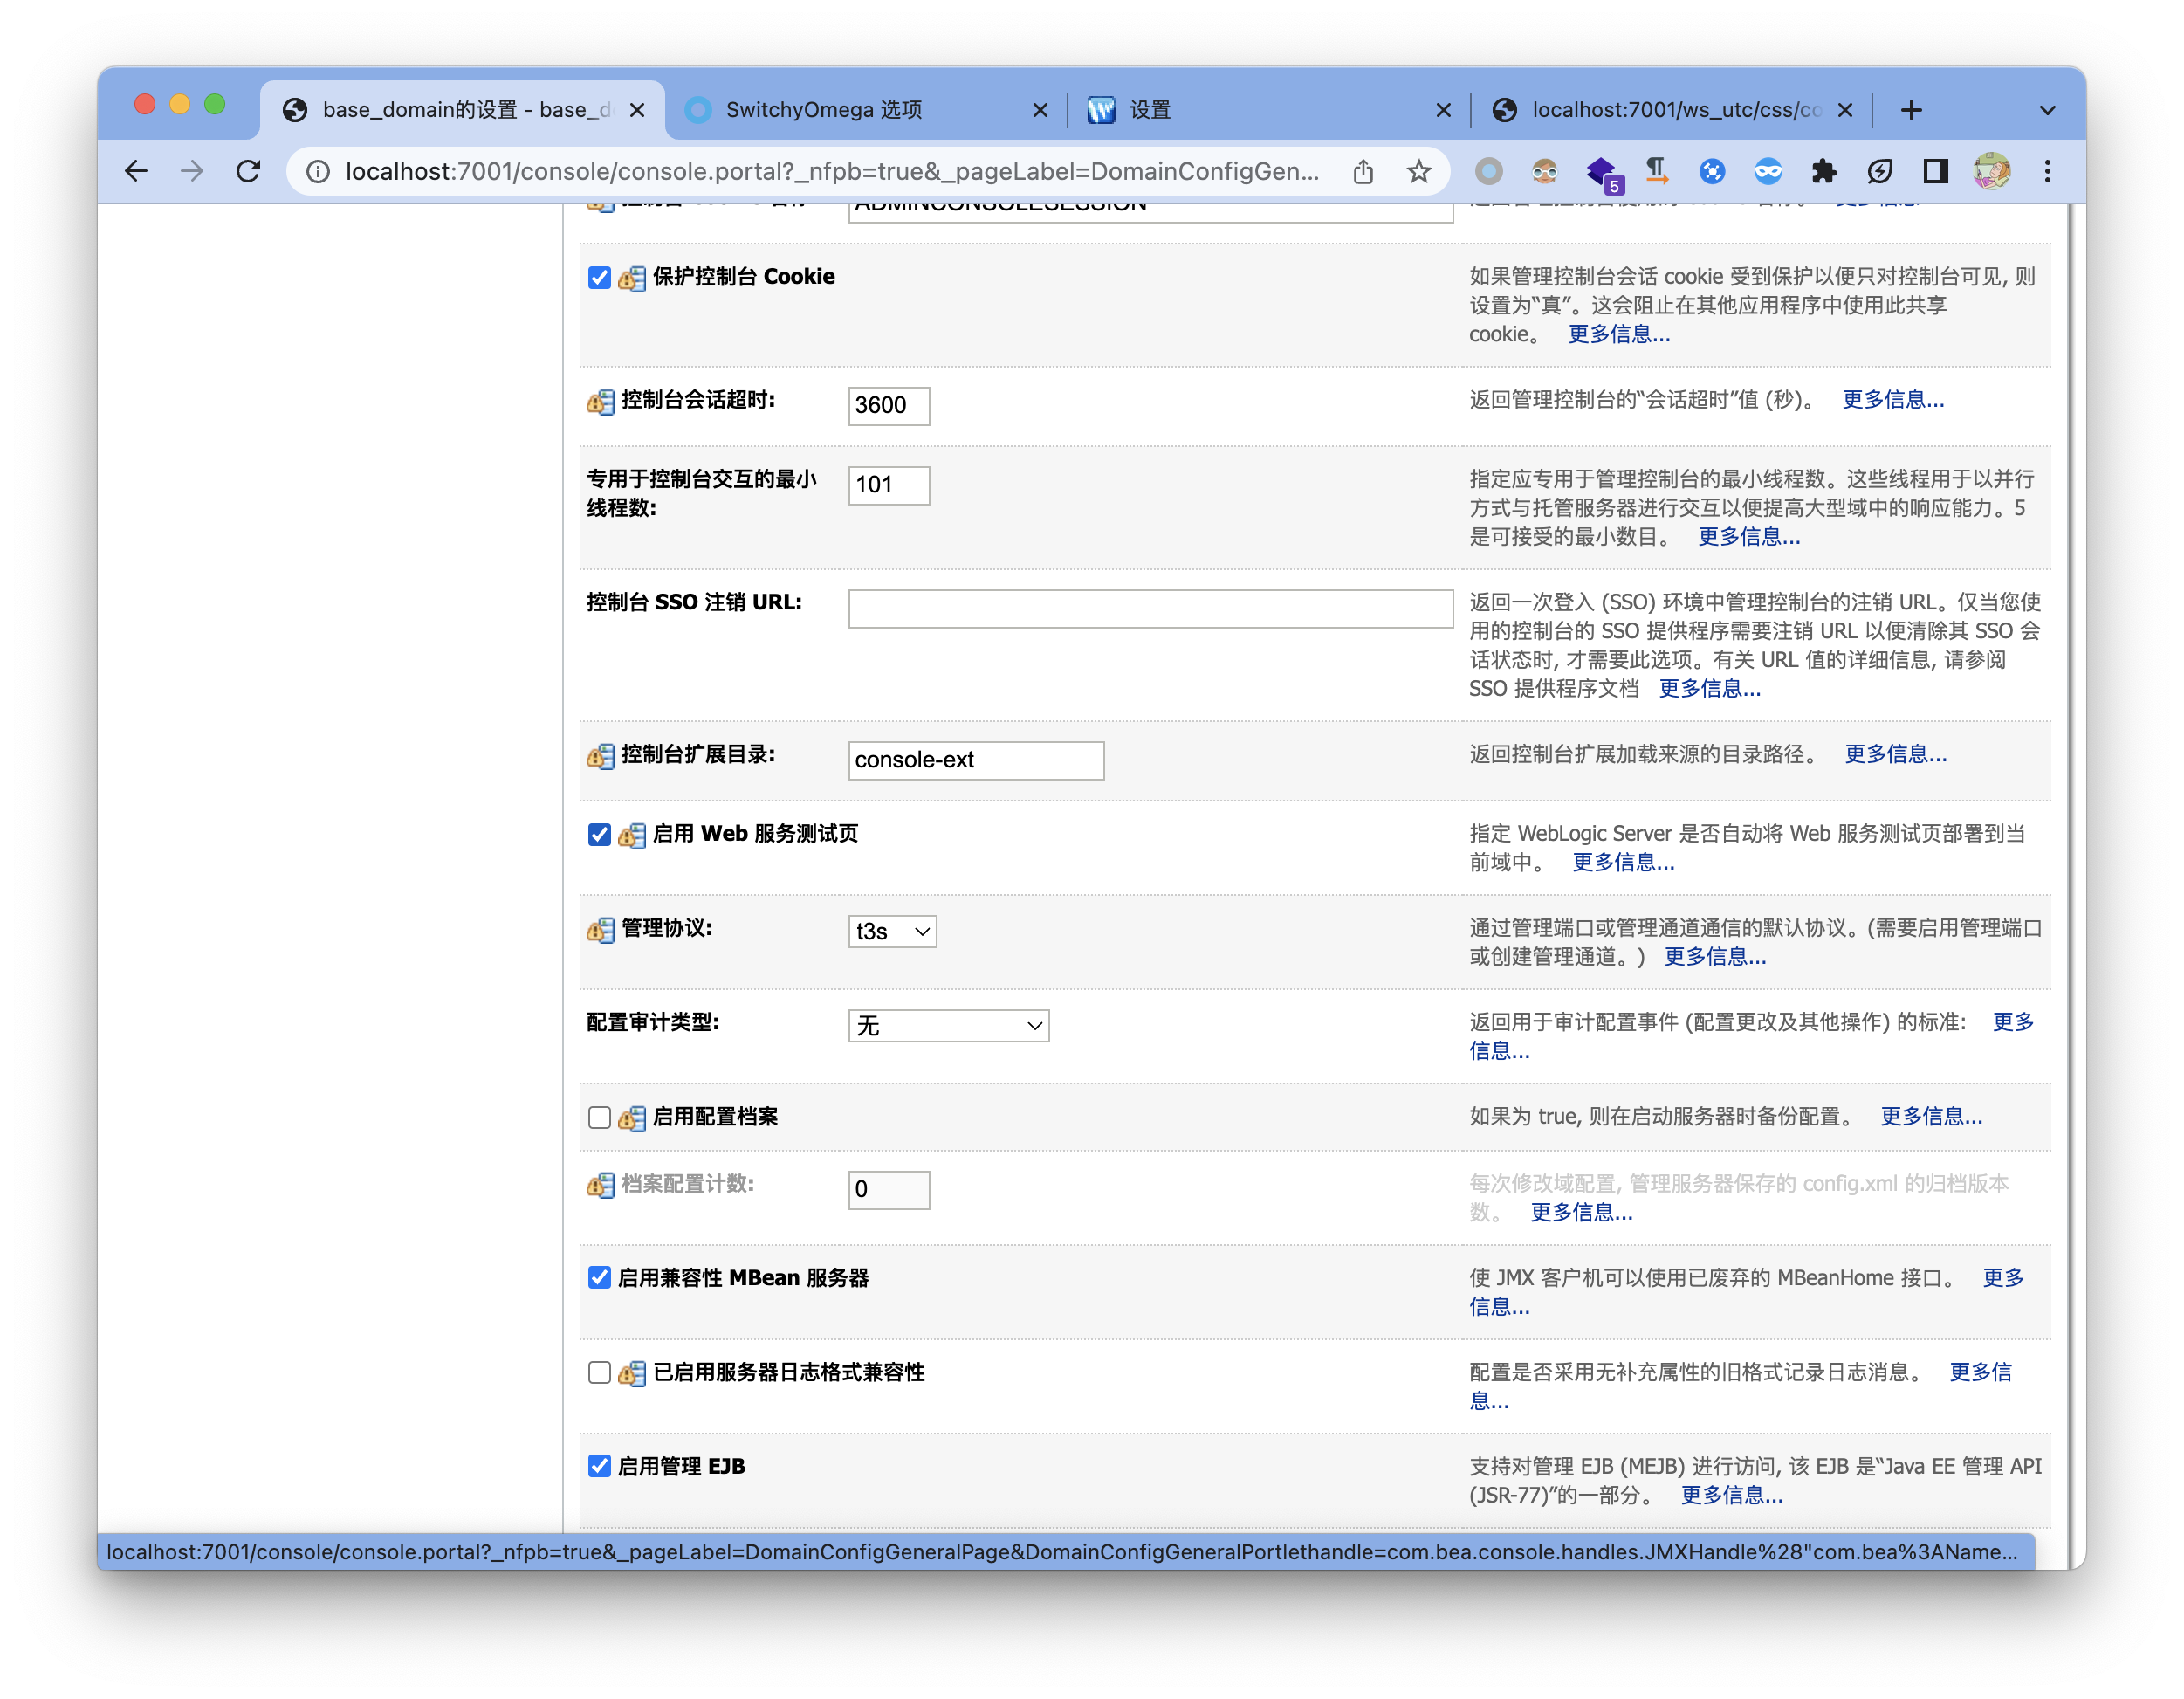 base_domain的设置 - base_d
SwitchyOmega 选项
设置
localhost:7001/ws_utc/css/co
localhost:7001/console/console.portal?_nfpb=true&_pageLabel=DomainConfigGen...
5
ADMINCONSOLESESSION
保护控制台 Cookie
如果管理控制台会话 cookie 受到保护以便只对控制台可见, 则
设置为“真”。这会阻止在其他应用程序中使用此共享
cookie。 更多信息...
控制台会话超时:
3600
返回管理控制台的“会话超时”值 (秒)。 更多信息...
专用于控制台交互的最小
线程数:
101
指定应专用于管理控制台的最小线程数。这些线程用于以并行
方式与托管服务器进行交互以便提高大型域中的响应能力。5
是可接受的最小数目。 更多信息...
控制台 SSO 注销 URL:
返回一次登入 (SSO) 环境中管理控制台的注销 URL。仅当您使
用的控制台的 SSO 提供程序需要注销 URL 以便清除其 SSO 会
话状态时, 才需要此选项。有关 URL 值的详细信息, 请参阅
SSO 提供程序文档 更多信息...
控制台扩展目录:
console-ext
返回控制台扩展加载来源的目录路径。 更多信息...
启用 Web 服务测试页
指定 WebLogic Server 是否自动将 Web 服务测试页部署到当
前域中。 更多信息...
管理协议:
t3s
通过管理端口或管理通道通信的默认协议。(需要启用管理端口
或创建管理通道。) 更多信息...
配置审计类型:
无
返回用于审计配置事件 (配置更改及其他操作) 的标准: 更多
信息...
启用配置档案
如果为 true, 则在启动服务器时备份配置。 更多信息...
档案配置计数:
0
每次修改域配置, 管理服务器保存的 config.xml 的归档版本
数。 更多信息...
启用兼容性 MBean 服务器
使 JMX 客户机可以使用已废弃的 MBeanHome 接口。 更多
信息...
已启用服务器日志格式兼容性
配置是否采用无补充属性的旧格式记录日志消息。 更多信
息...
启用管理 EJB
支持对管理 EJB (MEJB) 进行访问, 该 EJB 是“Java EE 管理 API
(JSR-77)”的一部分。 更多信息...
localhost:7001/console/console.portal?_nfpb=true&_pageLabel=DomainConfigGeneralPage&DomainConfigGeneralPortlethandle=com.bea.console.handles.JMXHandle%28"com.bea%3AName...